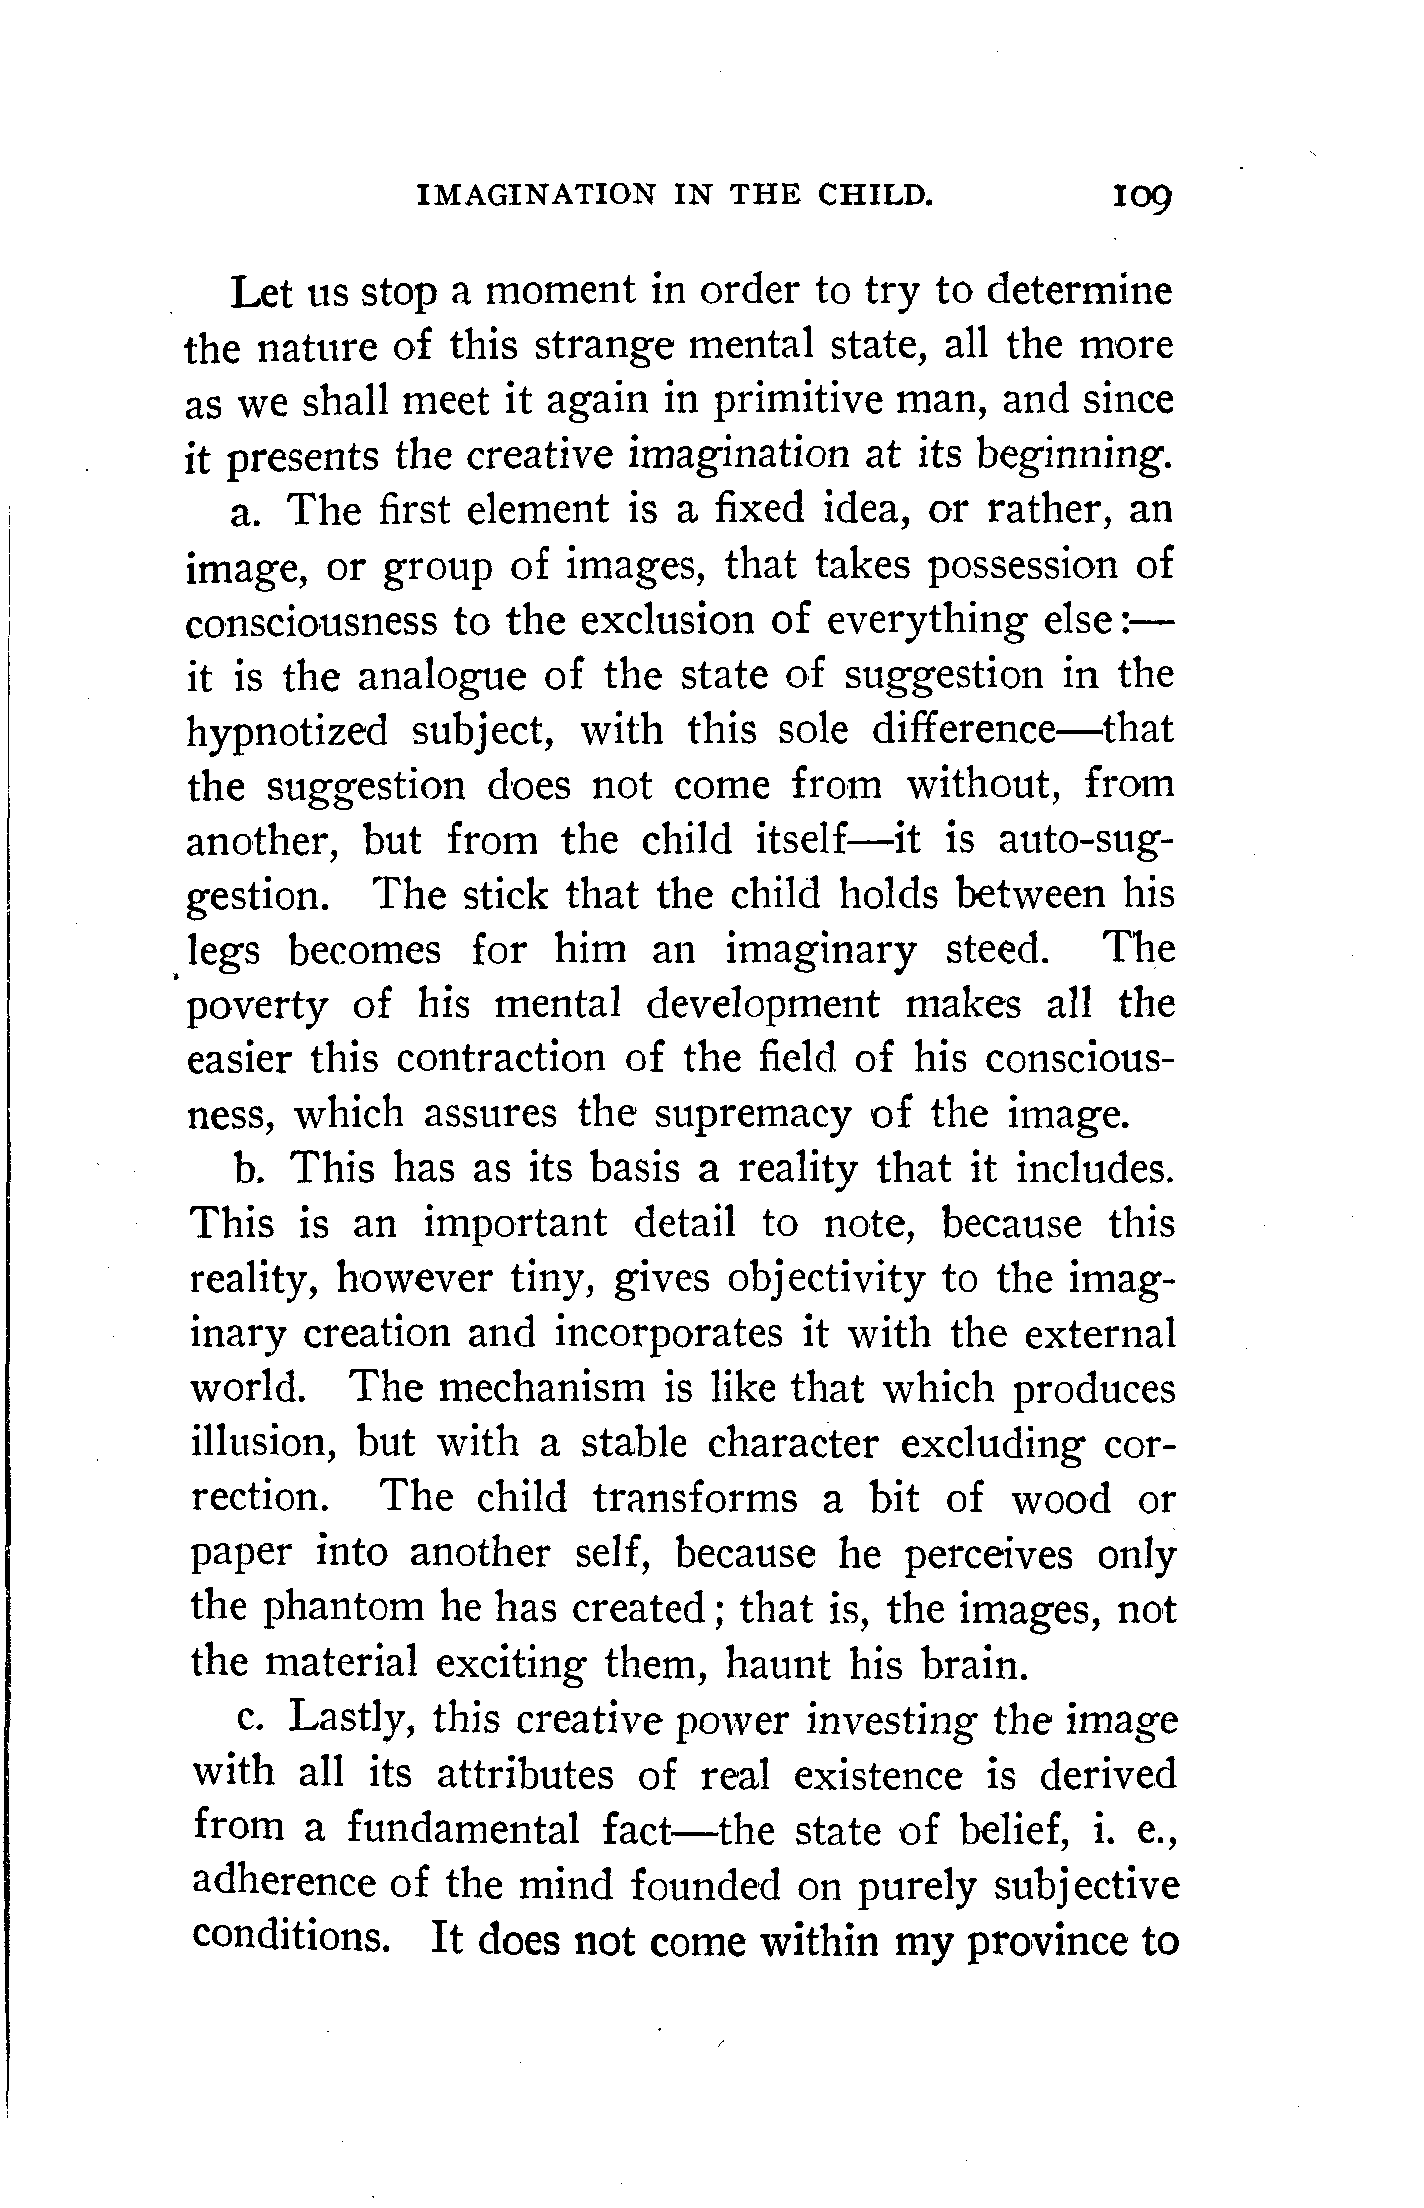 IMAGINATION IN THE CHILD. 109
Let us stop a moment in order to try to determine
the nature of this strange mental state, all the more
as we shall meet it again in primitive man, and since
it presents the creative imagination at its beginning.
a. The first element is a fixed idea, or rather, an
image, or group of images, that takes possession of
consciousness to the exclusion of everything else:—
it is the analogue of the state of suggestion in the
hypnotized subject, with this sole difference—that
the suggestion does not come from without, from
another, but from the child itself—it is auto-sug-
gestion. The stick that the child holds between his
legs becomes for him an imaginary steed. The
poverty of his mental development makes all the
easier this contraction of the field of his conscious-
ness, which assures the supremacy of the image.
b. This has as its basis a reality that it includes.
This is an important detail to note, because this
reality, however tiny, gives objectivity to the imag-
inary creation and incorporates it with the external
world. The mechanism is like that which produces
illusion, but with a stable character excluding cor-
rection. The child transforms a bit of wood or
paper into another self, because he perceives only
the phantom he has created; that is, the images, not
the material exciting them, haunt his brain.
c. Lastly, this creative power investing the image
with all its attributes of real existence is derived
from a fundamental fact—the state of belief, i. e.,
adherence of the mind founded on purely subjective
conditions. It does not come within my province to